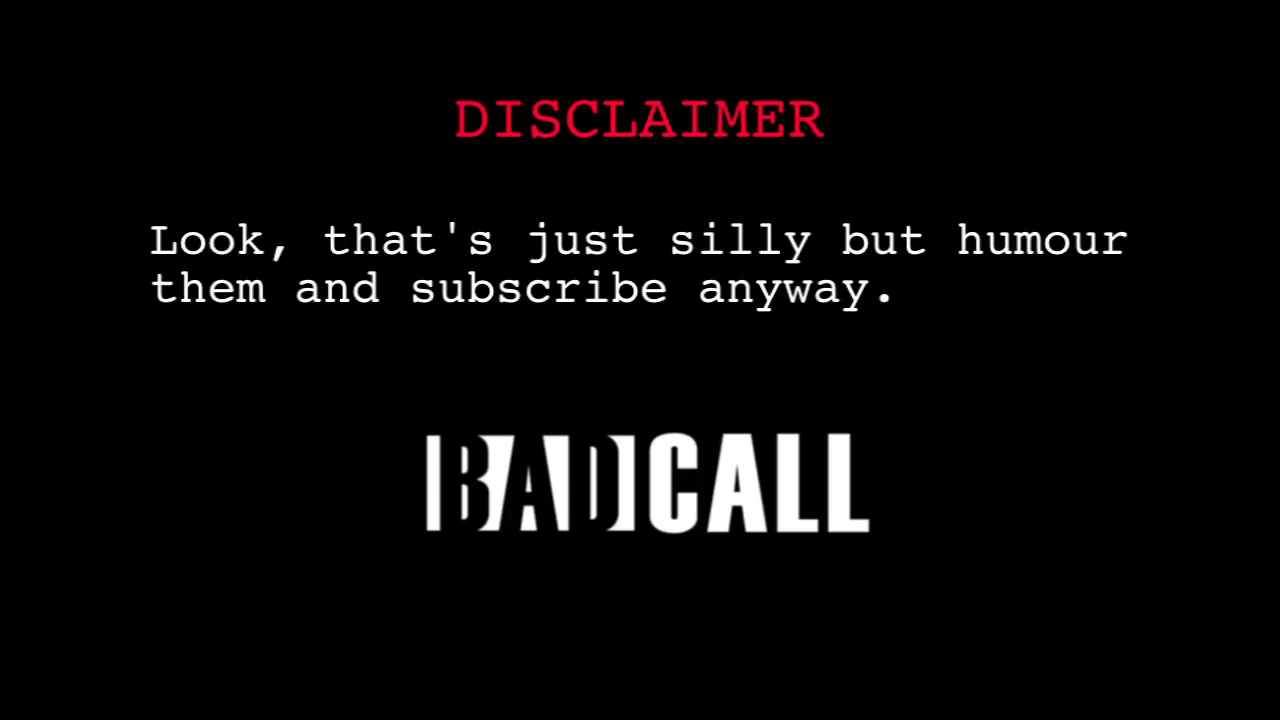 DISCLAIMER
Look, that's just silly but humour
them and subscribe anyway.
BADCALL